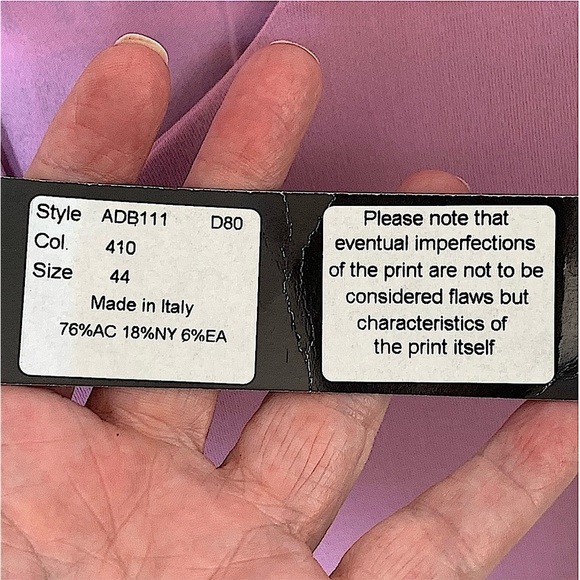 Style ADB111 D80
Col. 410
Size 44
Made in Italy
76%AC 18%NY 6%EA
Please note that
eventual imperfections
of the print are not to be
considered flaws but
characteristics of
the print itself